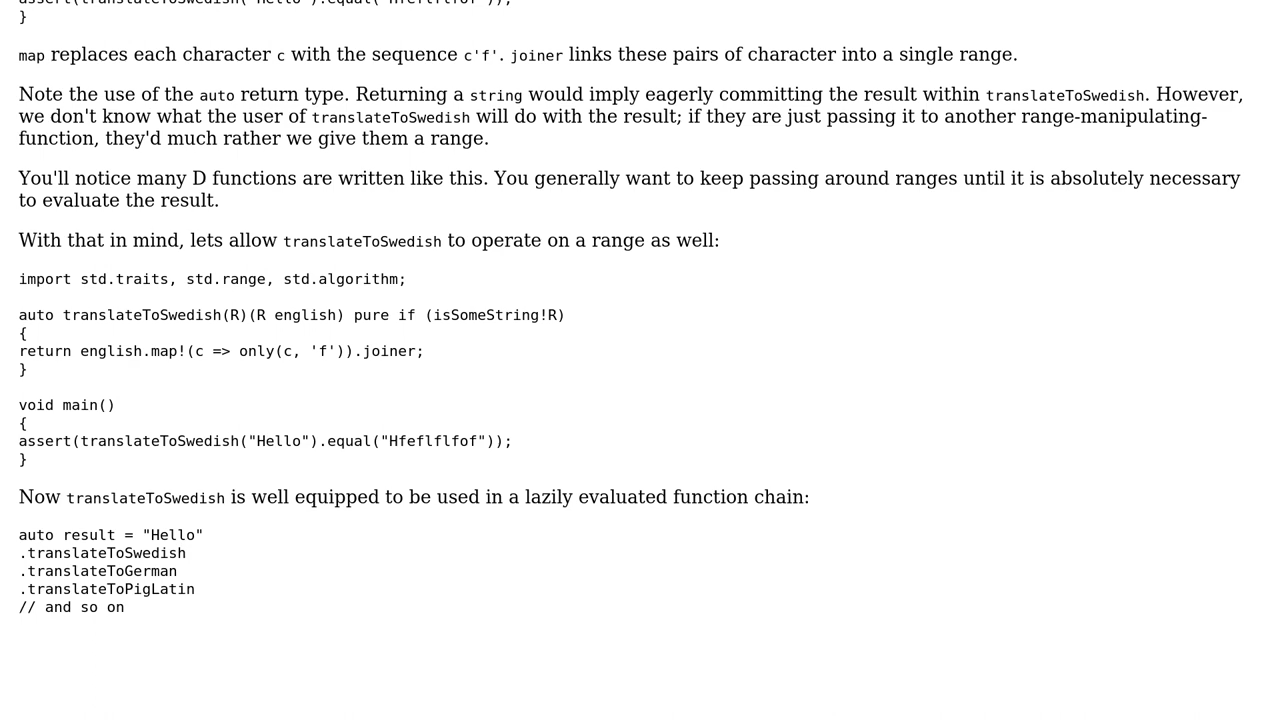 assert(translateToSwedish("Hello").equal("Hfeflflfof"));
}
map replaces each character c with the sequence c'f'. joiner links these pairs of character into a single range.
Note the use of the auto return type. Returning a string would imply eagerly committing the result within translateToSwedish. However,
we don't know what the user of translateToSwedish will do with the result; if they are just passing it to another range-manipulating-
function, they'd much rather we give them a range.
You'll notice many D functions are written like this. You generally want to keep passing around ranges until it is absolutely necessary
to evaluate the result.
With that in mind, lets allow translateToSwedish to operate on a range as well:
import std.traits, std.range, std.algorithm;
auto translateToSwedish(R)(R english) pure if (isSomeString!R)
{
return english.map!(c => only(c, 'f')).joiner;
}
void main()
{
assert(translateToSwedish("Hello").equal("Hfeflflfof"));
}
Now translateToSwedish is well equipped to be used in a lazily evaluated function chain:
auto result = "Hello"
.translateToSwedish
.translateToGerman
.translateToPigLatin
// and so on